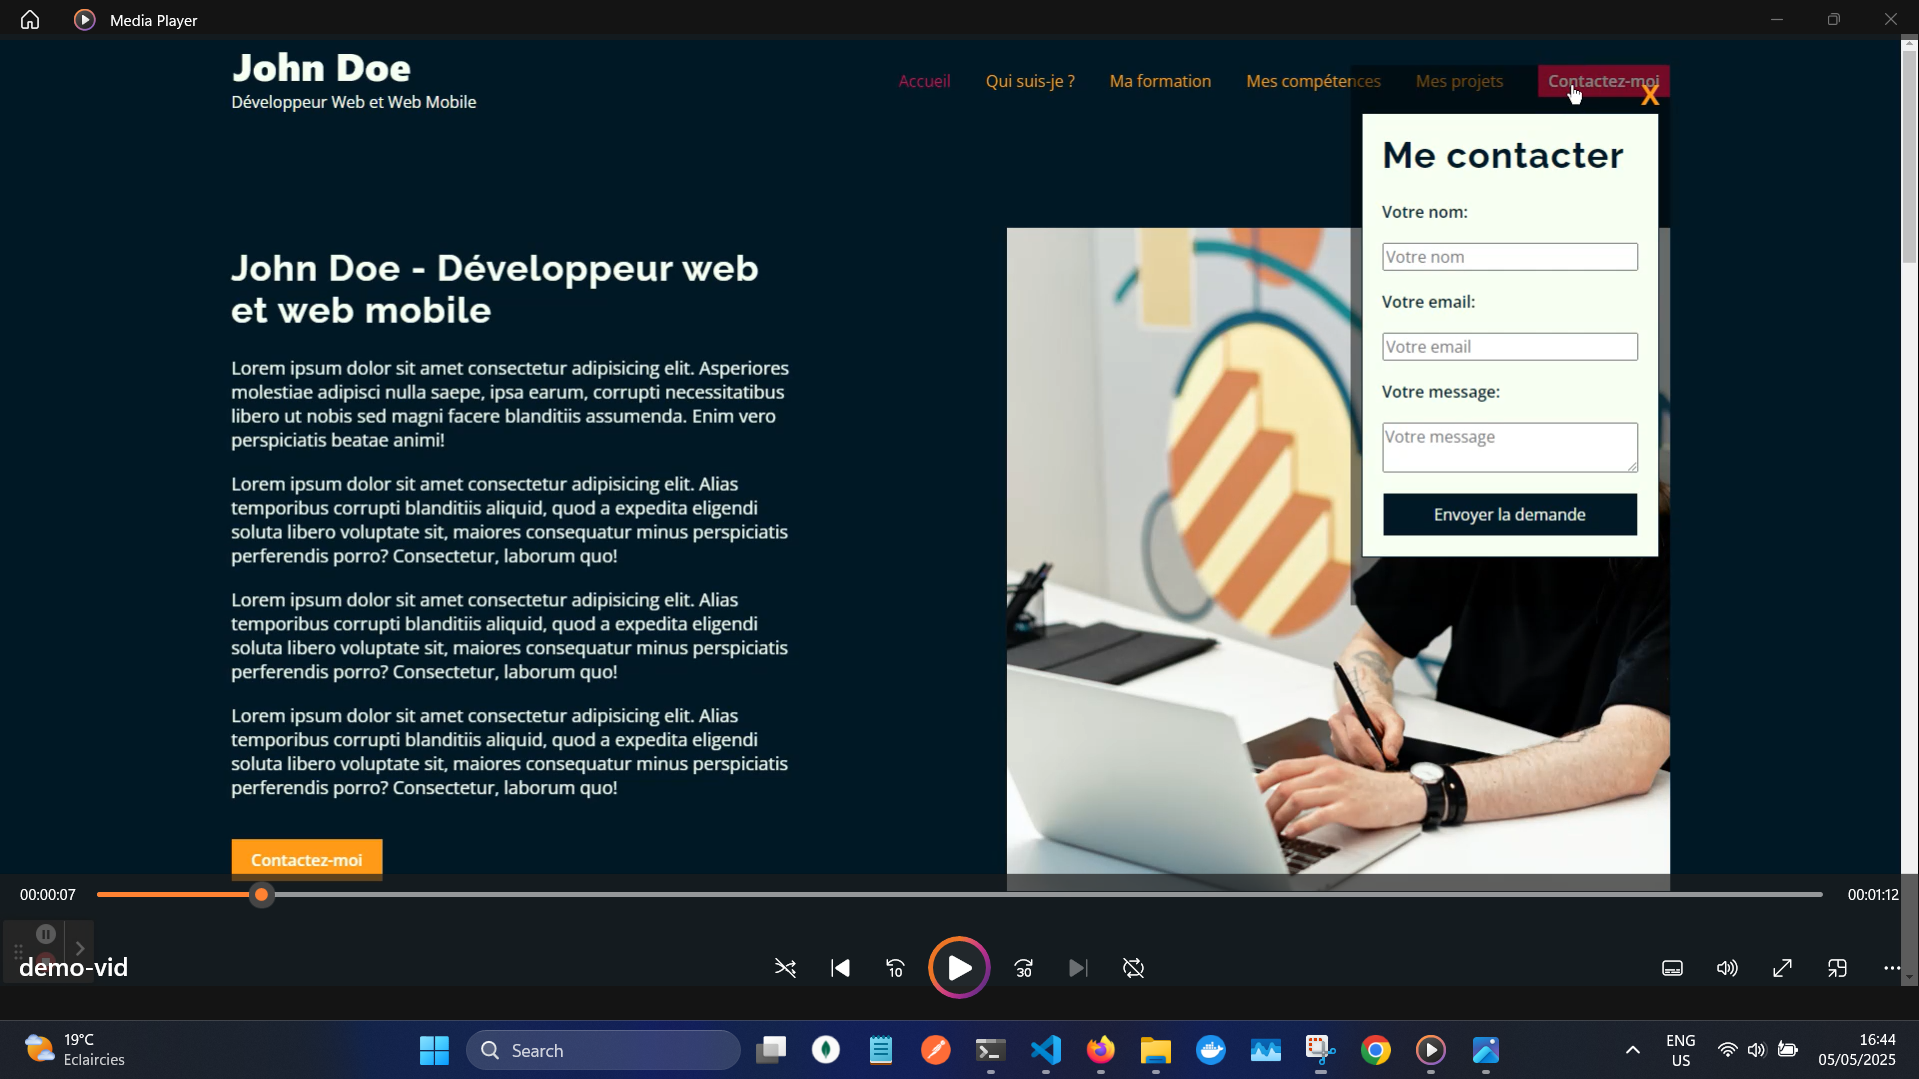 Media Player
John Doe
Développeur Web et Web Mobile
Accueil
Qui suis-je ?
Ma formation
Mes compétences
Mes projets
Contactez-moi
X
Me contacter
Votre nom:
Votre nom
Votre email:
Votre email
Votre message:
Votre message
Envoyer la demande
John Doe - Développeur web
et web mobile
Lorem ipsum dolor sit amet consectetur adipisicing elit. Asperiores
molestiae adipisci nulla saepe, ipsa earum, corrupti necessitatibus
libero ut nobis sed magni facere blanditiis assumenda. Enim vero
perspiciatis beatae animi!
Lorem ipsum dolor sit amet consectetur adipisicing elit. Alias
temporibus corrupti blanditiis aliquid, quod a expedita eligendi
soluta libero voluptate sit, maiores consequatur minus perspiciatis
perferendis porro? Consectetur, laborum quo!
Lorem ipsum dolor sit amet consectetur adipisicing elit. Alias
temporibus corrupti blanditiis aliquid, quod a expedita eligendi
soluta libero voluptate sit, maiores consequatur minus perspiciatis
perferendis porro? Consectetur, laborum quo!
Lorem ipsum dolor sit amet consectetur adipisicing elit. Alias
temporibus corrupti blanditiis aliquid, quod a expedita eligendi
soluta libero voluptate sit, maiores consequatur minus perspiciatis
perferendis porro? Consectetur, laborum quo!
Contactez-moi
00:00:07
00:01:12
demo-vid
10
30
19°C
Eclaircies
Search
ENG
US
16:44
05/05/2025